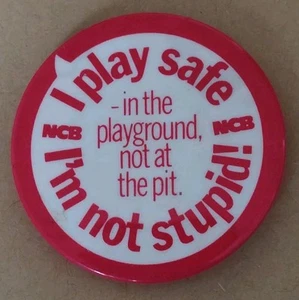 I play safe
- in the
playground,
not at
the pit.
NCB
NCB
I'm not stupid!